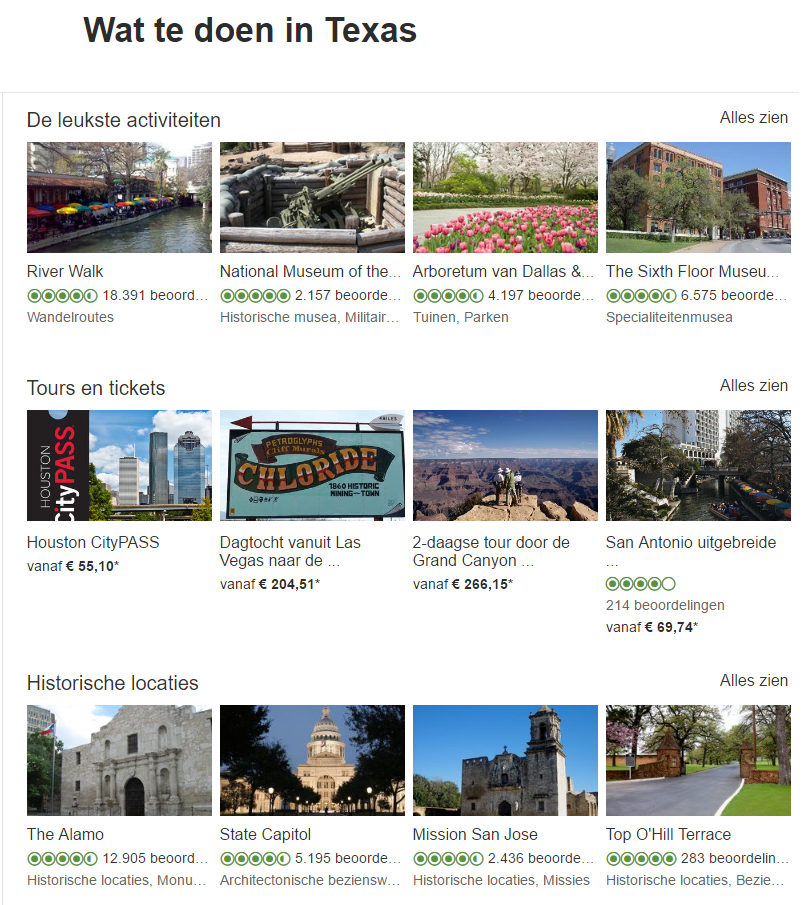 Wat te doen in Texas
De leukste activiteiten
Alles zien
River Walk
National Museum of the...
Arboretum van Dallas &...
The Sixth Floor Museu...
18.391 beoord...
2.157 beoorde...
4.197 beoorde...
6.575 beoorde...
Wandelroutes
Historische musea, Militair...
Tuinen, Parken
Specialiteitenmusea
Tours en tickets
Alles zien
HOUSTON
CityPASS
PETROGLYPHS
Cliff Murals
CHLORIDE
1860 HISTORIC
MINING-TOWN
Houston CityPASS
vanaf € 55,10*
Dagtocht vanuit Las
Vegas naar de ...
vanaf € 204,51*
2-daagse tour door de
Grand Canyon ...
vanaf € 266,15*
San Antonio uitgebreide
...
214 beoordelingen
vanaf € 69,74*
Historische locaties
Alles zien
The Alamo
State Capitol
Mission San Jose
Top O'Hill Terrace
12.905 beoord...
5.195 beoorde...
2.436 beoorde...
283 beoordelin...
Historische locaties, Monu...
Architectonische beziensw...
Historische locaties, Missies
Historische locaties, Bezie...